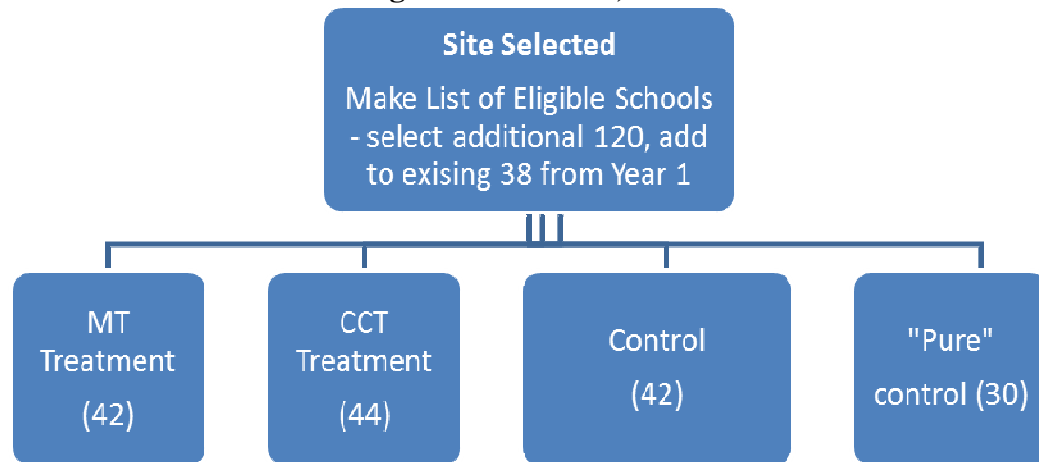 Site Selected
Make List of Eligible Schools
- select additional 120, add
to exising 38 from Year 1
MT
Treatment
(42)
CCT
Treatment
(44)
Control
(42)
"Pure"
control (30)